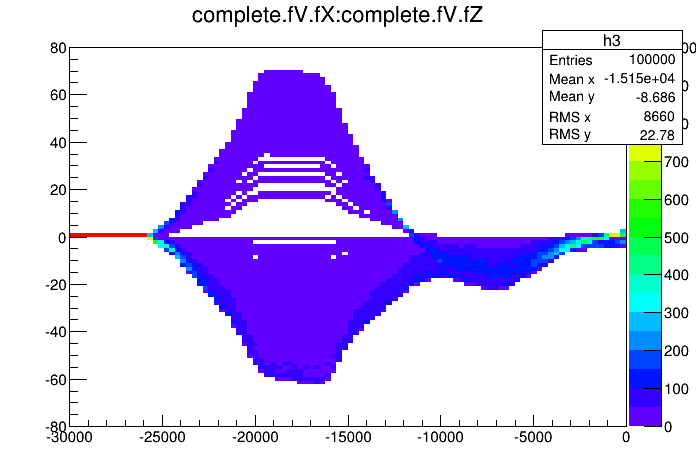 complete.fV.fX:complete.fV.fZ
h3
Entries 100000
Mean x -1.515e+04
Mean y -8.686
RMS x 8660
RMS y 22.78
80
60
40
20
0
-20
-40
-60
-80
-30000 -25000 -20000 -15000 -10000 -5000 0
700
600
500
400
300
200
100
0